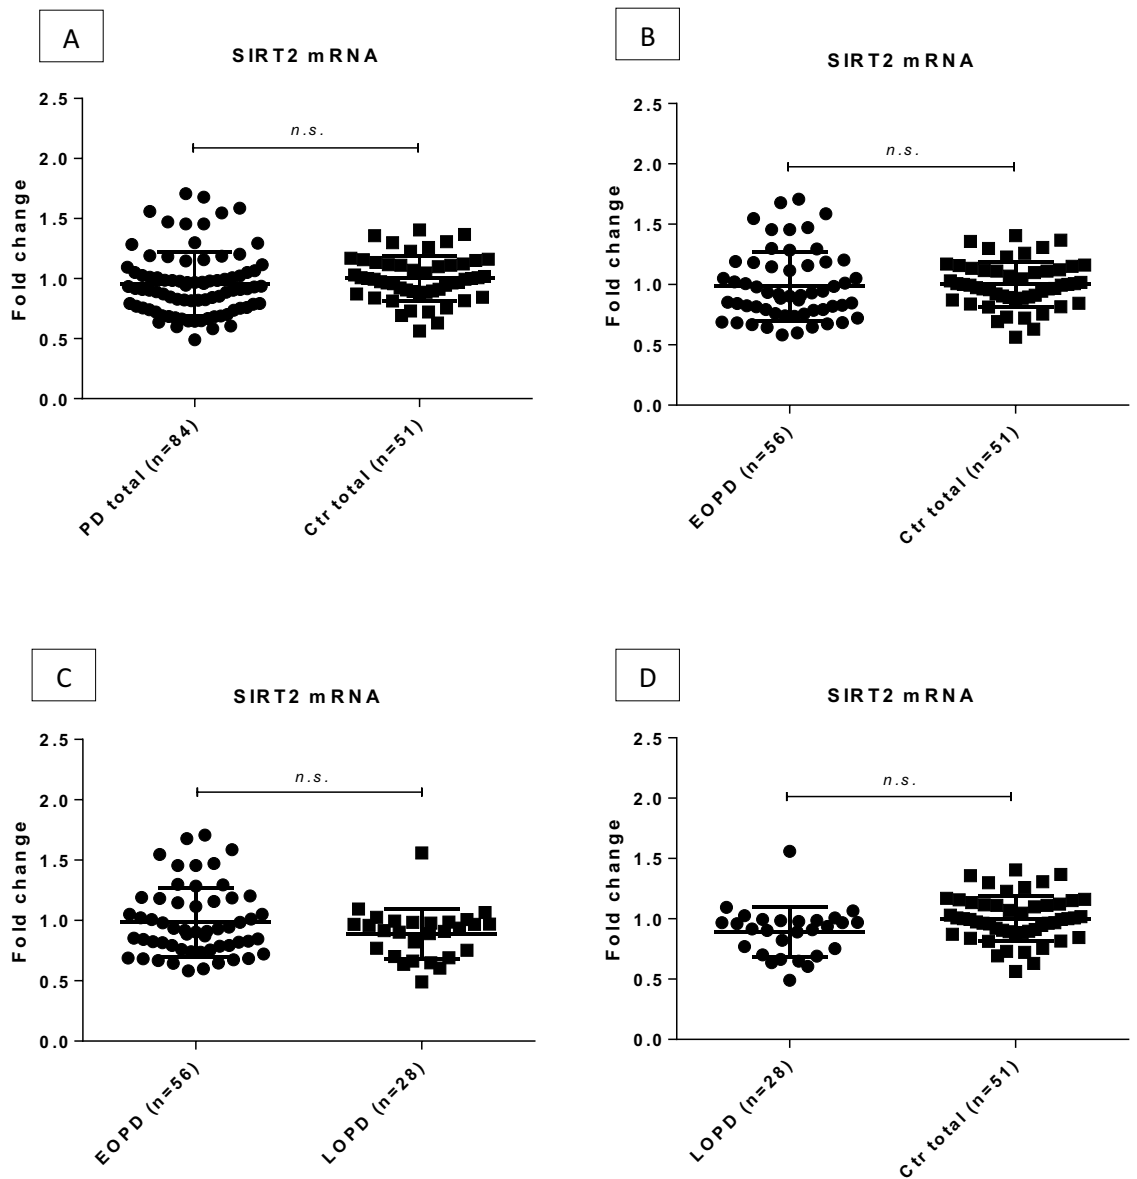 A
SIRT2 mRNA
Fold change
2.5
2.0
1.5
1.0
0.5
0.0
n.s.
PD total (n=84)
Ctr total (n=51)
B
SIRT2 mRNA
Fold change
2.5
2.0
1.5
1.0
0.5
0.0
n.s.
EOPD (n=56)
Ctr total (n=51)
C
SIRT2 mRNA
Fold change
2.5
2.0
1.5
1.0
0.5
0.0
n.s.
EOPD (n=56)
LOPD (n=28)
D
SIRT2 mRNA
Fold change
2.5
2.0
1.5
1.0
0.5
0.0
n.s.
LOPD (n=28)
Ctr total (n=51)